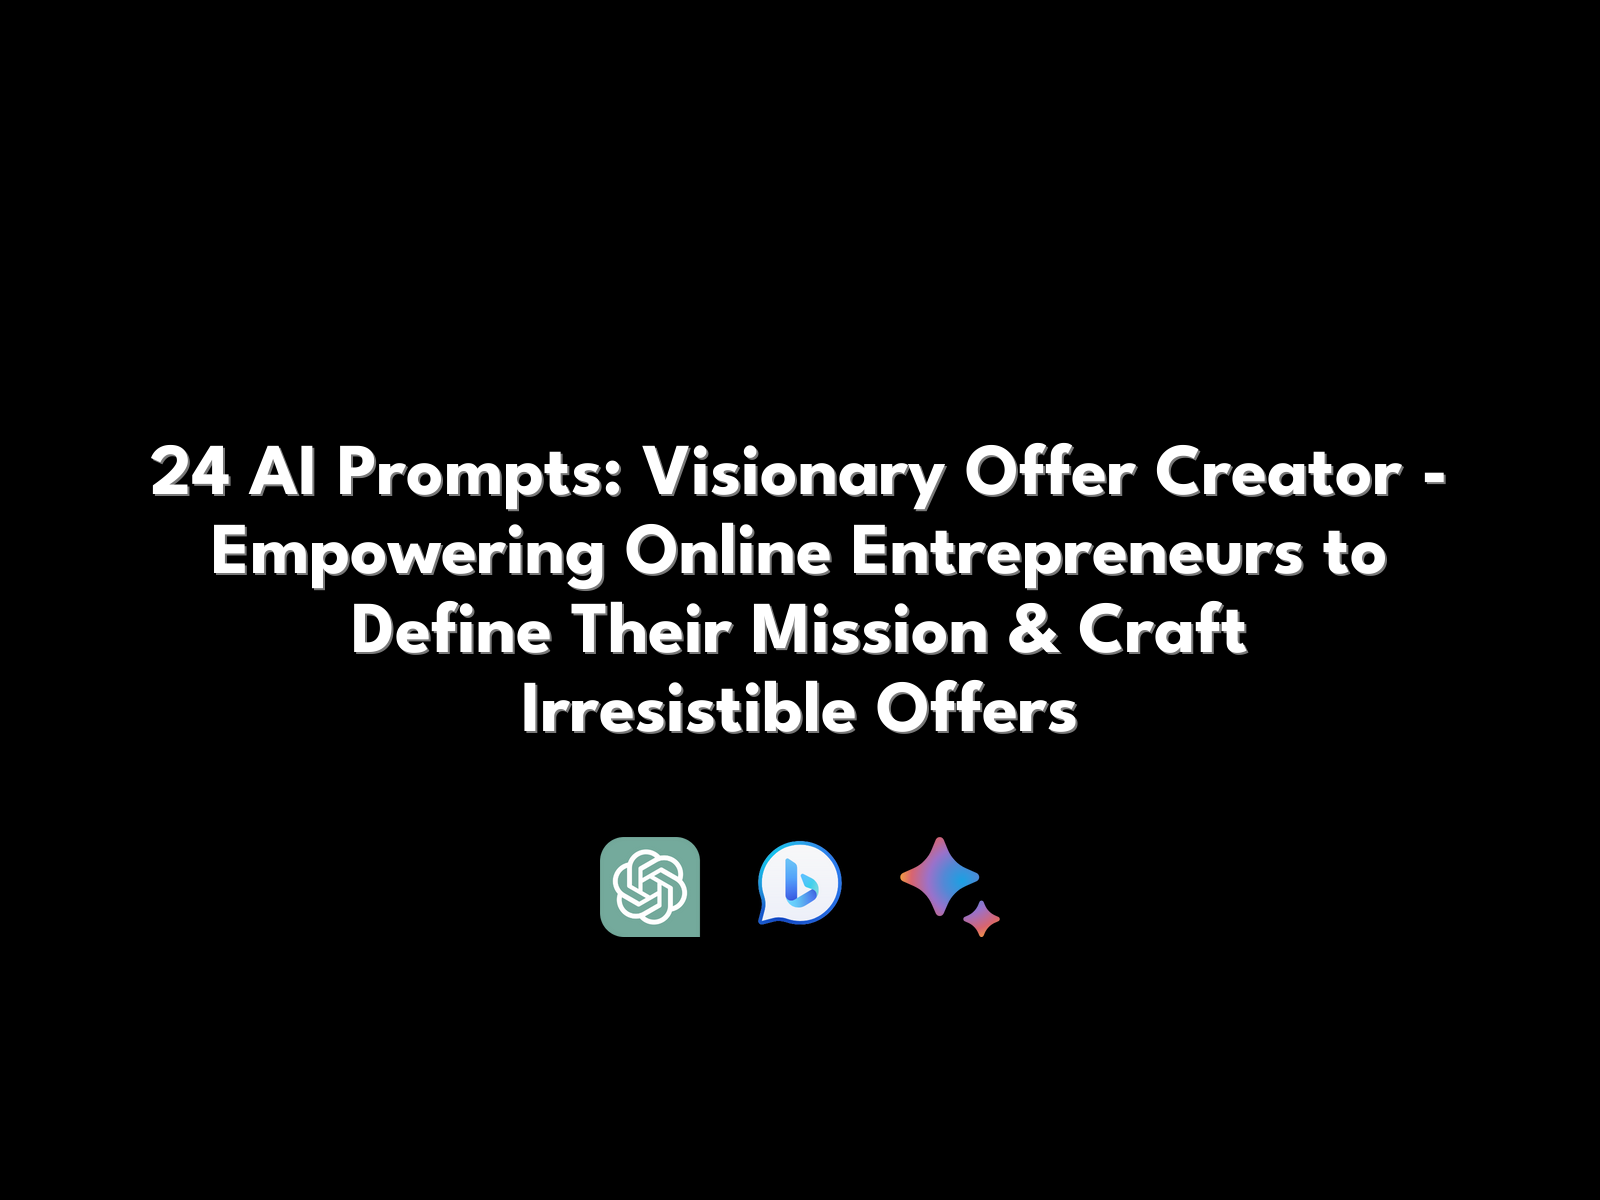 24 AI Prompts: Visionary Offer Creator -
Empowering Online Entrepreneurs to
Define Their Mission & Craft
Irresistible Offers